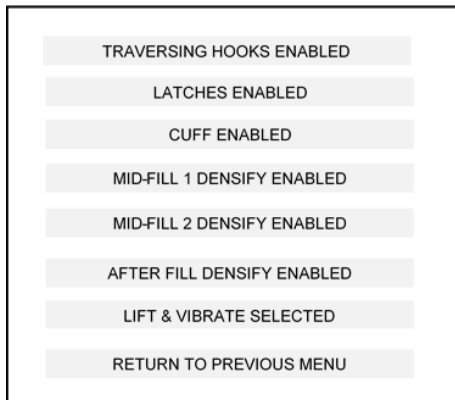 TRAVERSING HOOKS ENABLED
LATCHES ENABLED
CUFF ENABLED
MID-FILL 1 DENSIFY ENABLED
MID-FILL 2 DENSIFY ENABLED
AFTER FILL DENSIFY ENABLED
LIFT & VIBRATE SELECTED
RETURN TO PREVIOUS MENU